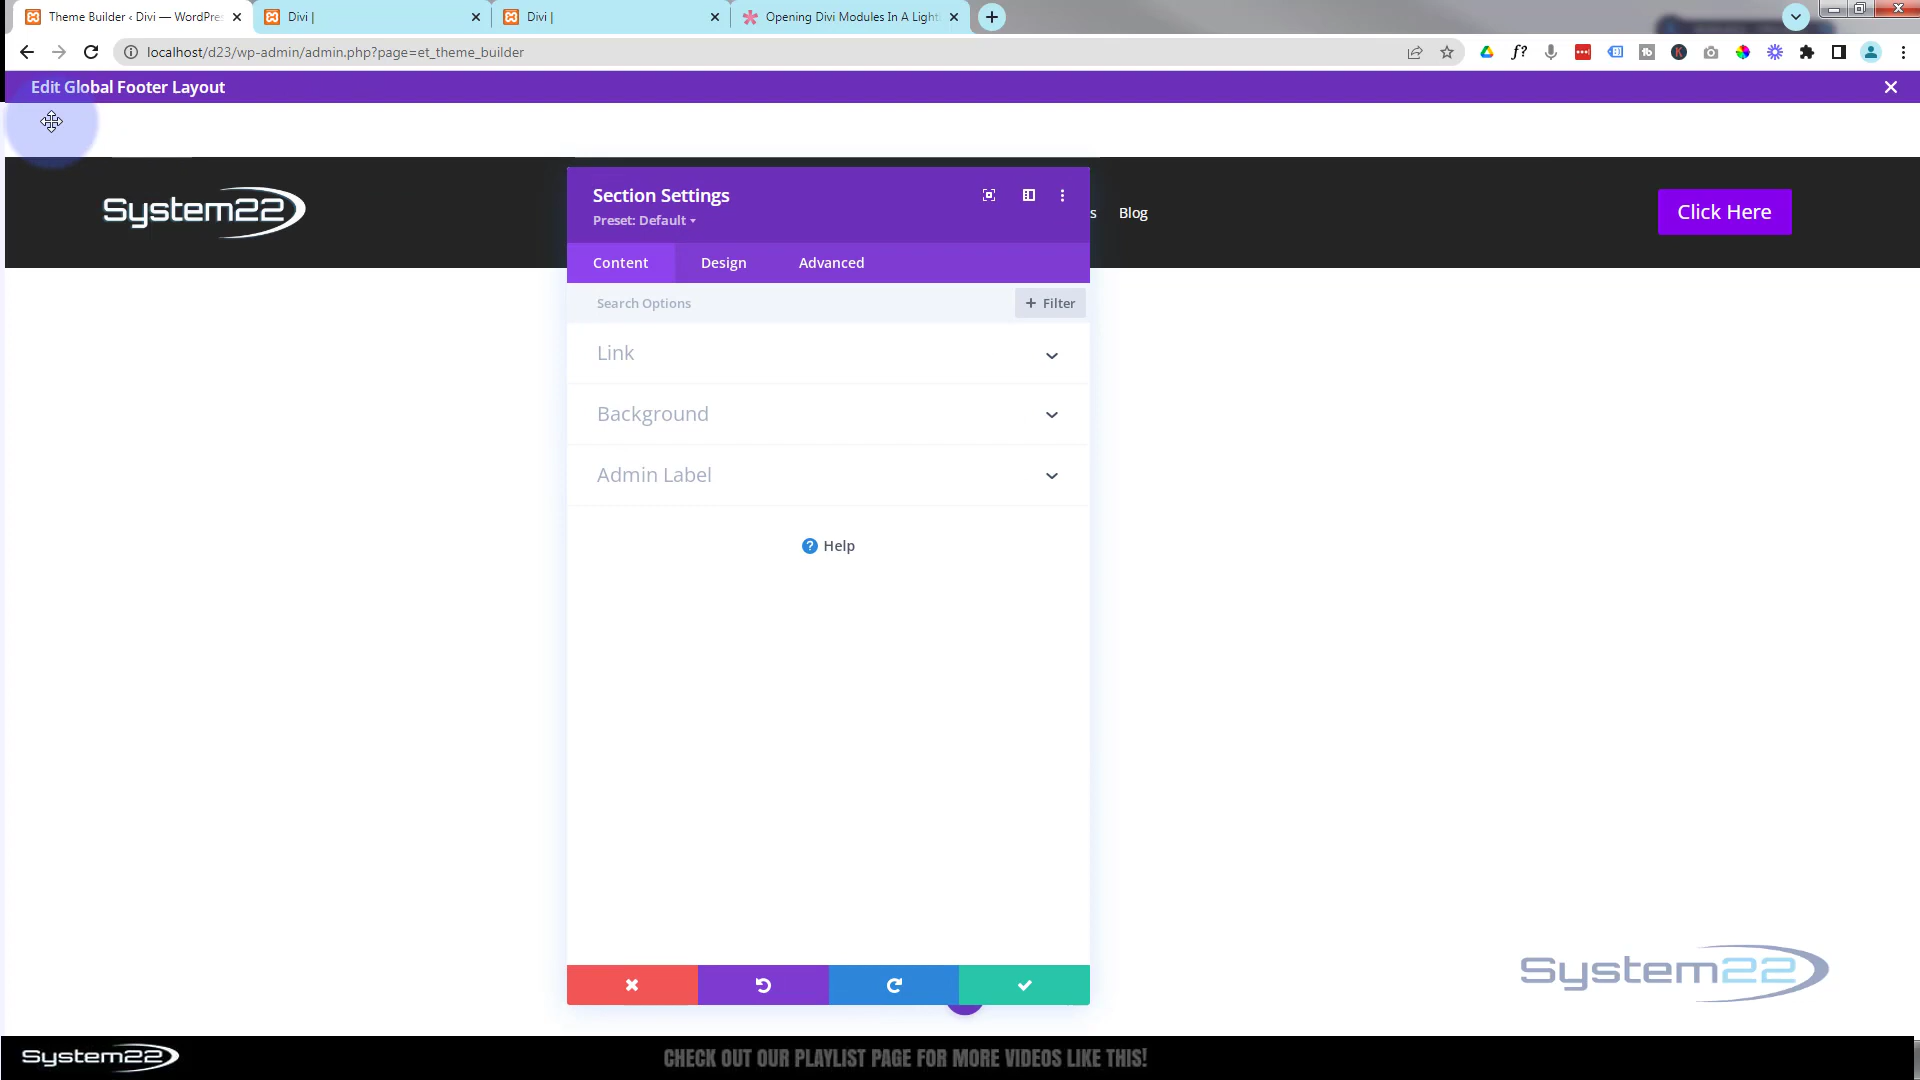 Theme Builder ‹ Divi — WordPre
Divi |
Divi |
Opening Divi Modules In A Light
localhost/d23/wp-admin/admin.php?page=et_theme_builder
f?
Edit Global Footer Layout
System22
s
Blog
Click Here
Section Settings
Preset: Default
Content
Design
Advanced
Search Options
+ Filter
Link
Background
Admin Label
? Help
System22
System22
CHECK OUT OUR PLAYLIST PAGE FOR MORE VIDEOS LIKE THIS!